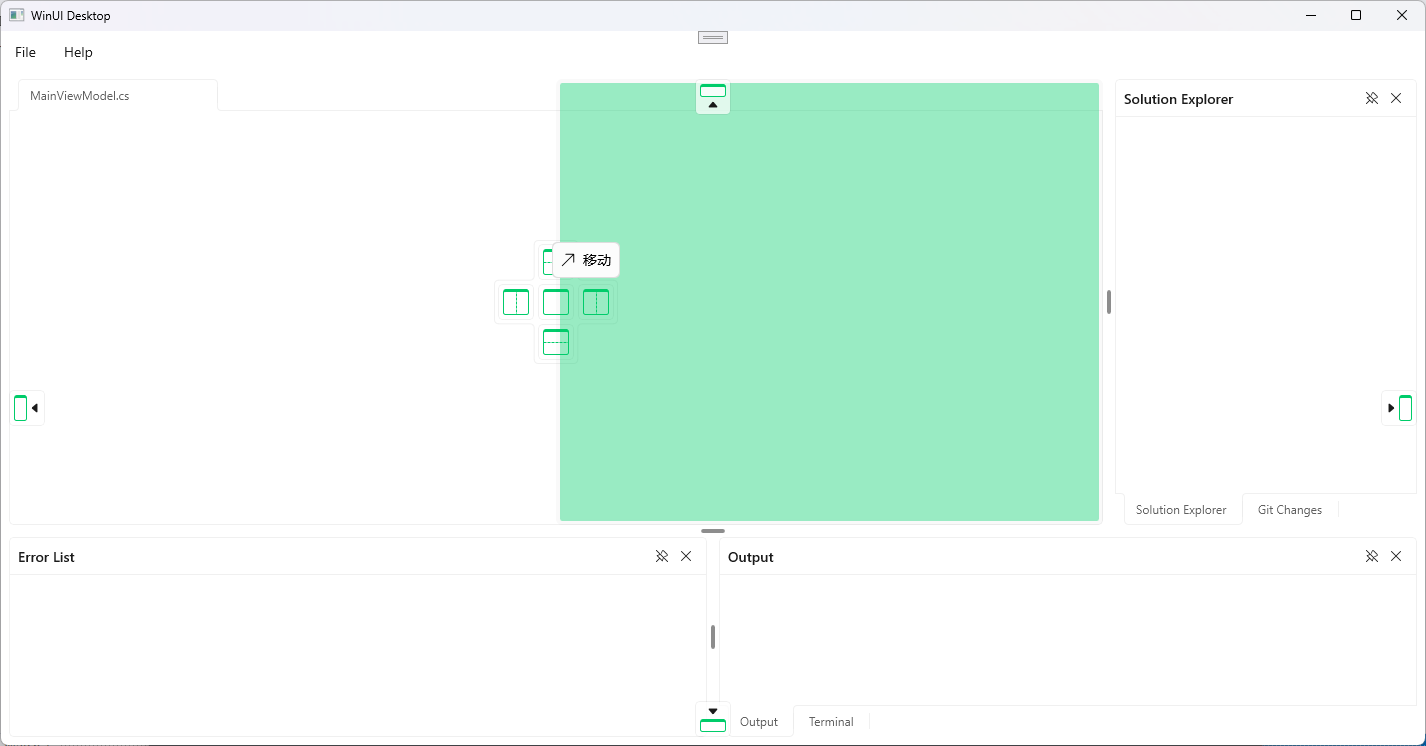 WinUI Desktop
File Help
MainViewModel.cs
Solution Explorer
移动
Solution Explorer Git Changes
Error List
Output
Output Terminal